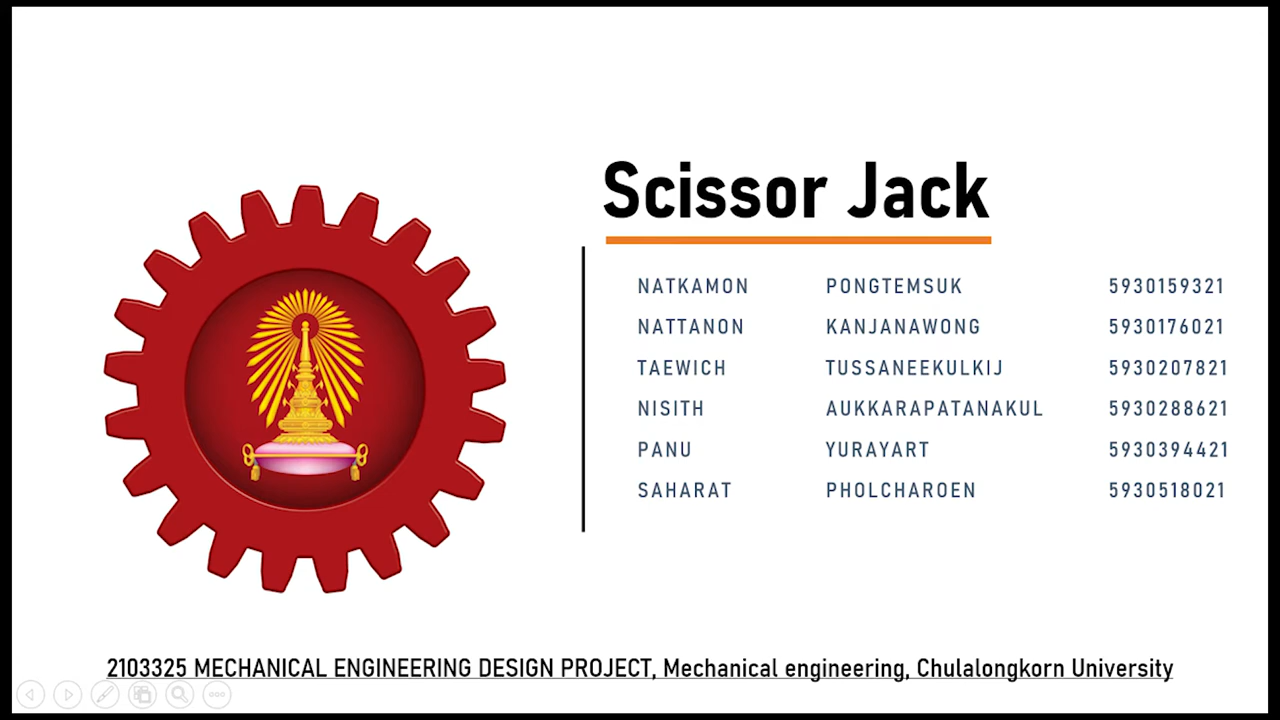 Scissor Jack
NATKAMON PONGTEMSUK 5930159321
NATTANON KANJANAWONG 5930176021
TAEWICH TUSSANEEKULKIJ 5930207821
NISITH AUKKARAPATANAKUL 5930288621
PANU YURAYART 5930394421
SAHARAT PHOLCHAROEN 5930518021
2103325 MECHANICAL ENGINEERING DESIGN PROJECT, Mechanical engineering, Chulalongkorn University